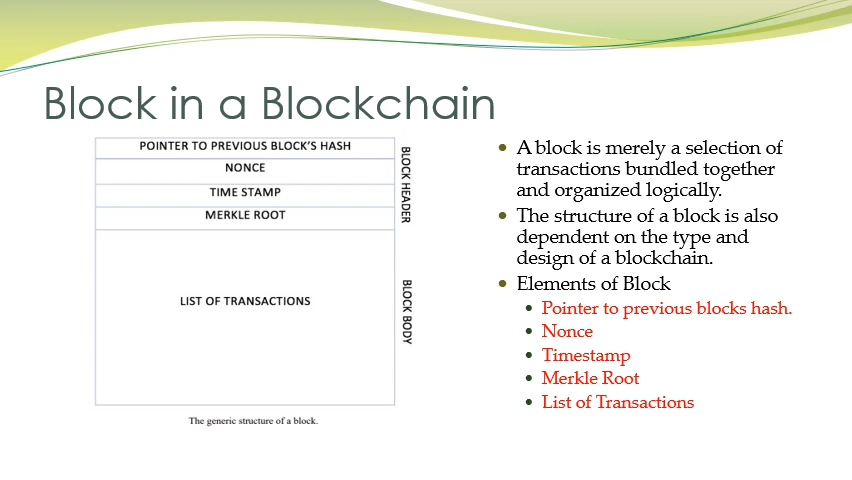 Block in a Blockchain
POINTER TO PREVIOUS BLOCK'S HASH
NONCE
TIME STAMP
MERKLE ROOT
BLOCK HEADER
LIST OF TRANSACTIONS
BLOCK BODY
The generic structure of a block.
• A block is merely a selection of
transactions bundled together
and organized logically.
• The structure of a block is also
dependent on the type and
design of a blockchain.
• Elements of Block
• Pointer to previous blocks hash.
• Nonce
• Timestamp
• Merkle Root
• List of Transactions